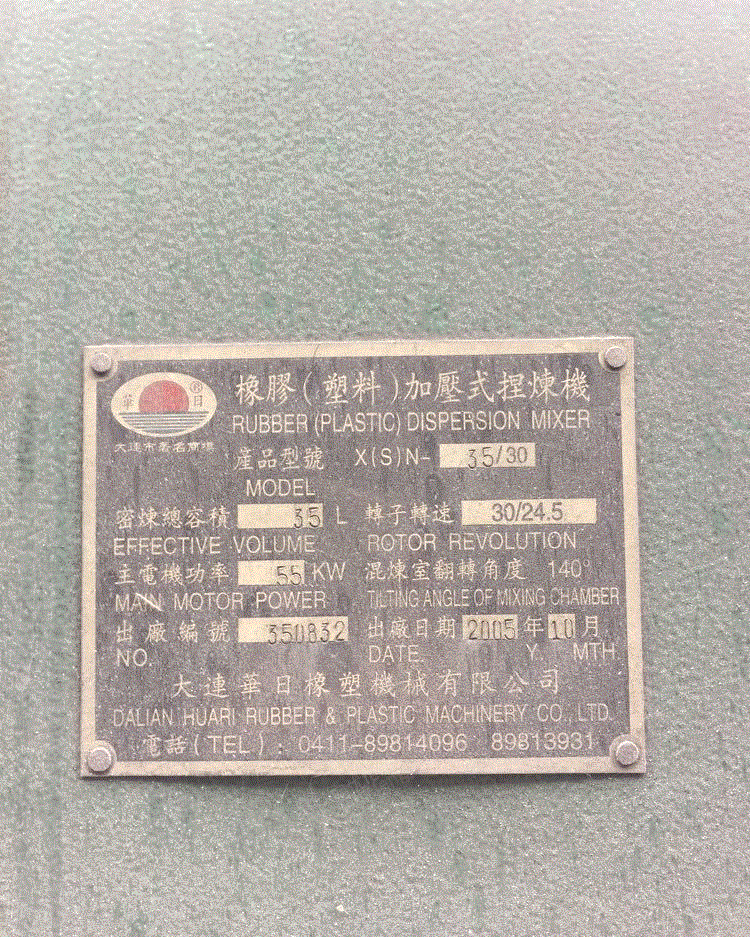 橡膠(塑料)加壓式捏煉機
RUBBER (PLASTIC) DISPERSION MIXER
華 ® 日
大連市著名商標
產品型號 X(S)N- 35/30
MODEL
密煉總容積 35 L 轉子轉速 30/24.5
EFFECTIVE VOLUME ROTOR REVOLUTION
主電機功率 55 KW 混煉室翻轉角度 140°
MAIN MOTOR POWER TILTING ANGLE OF MIXING CHAMBER
出廠編號 350832 出廠日期 2005 年 10 月
NO. DATE Y. MTH
大連華日橡塑機械有限公司
DALIAN HUARI RUBBER & PLASTIC MACHINERY CO., LTD.
電話(TEL): 0411-89814096 89813931